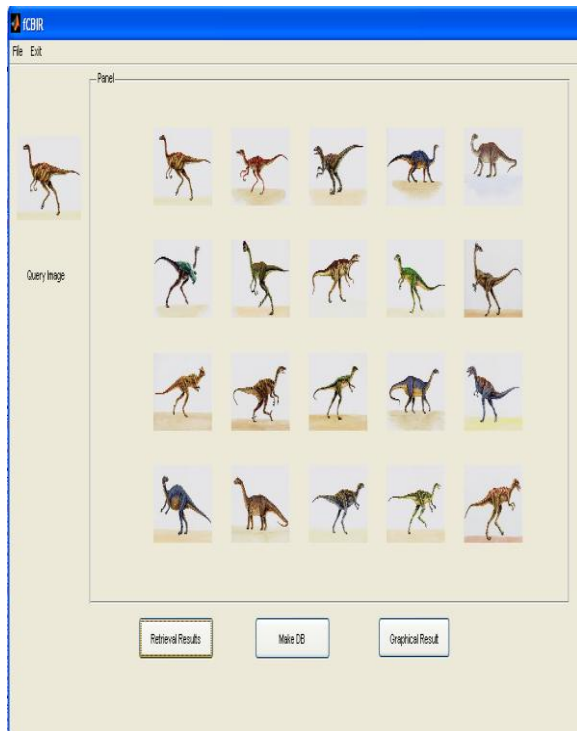 fCBIR
File Exit
Panel
Query Image
Retrieval Results Make DB Graphical Result